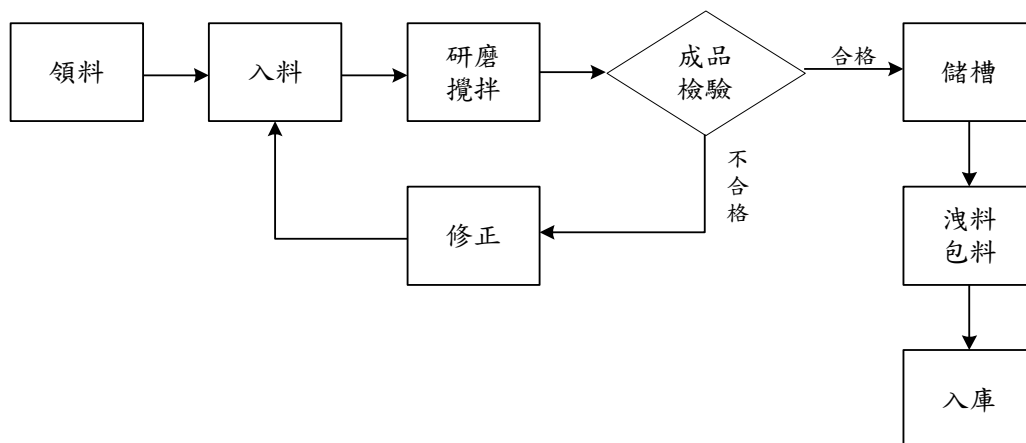 領料
入料
研磨
攪拌
成品
檢驗
合格
儲槽
不
合
格
修正
洩料
包料
入庫